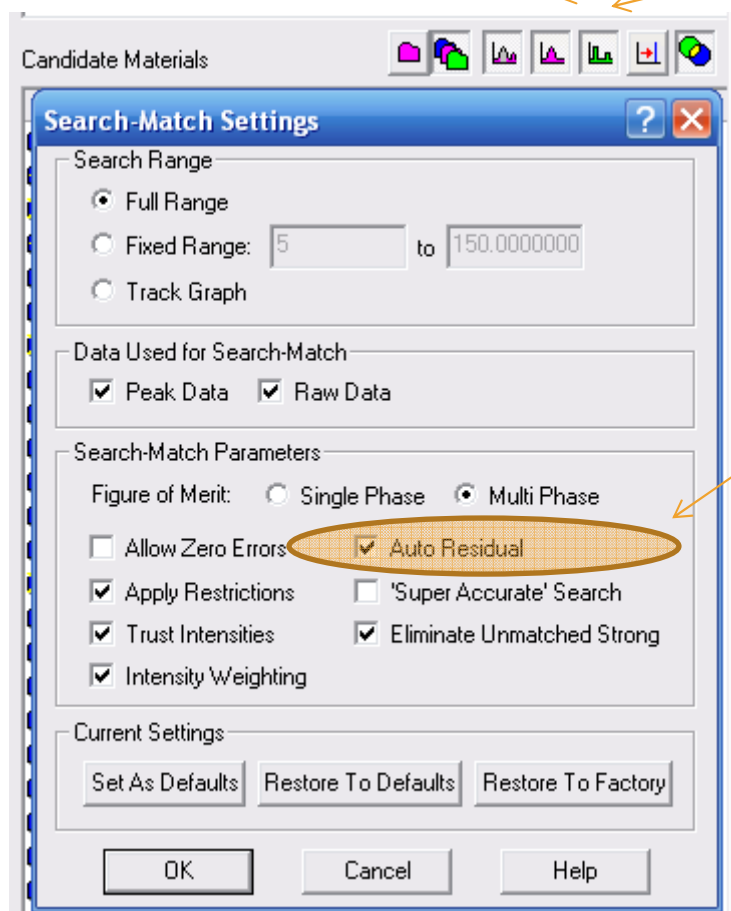 Candidate Materials
Search-Match Settings
Search Range
Full Range
Fixed Range: 5 to 150.0000000
Track Graph
Data Used for Search-Match
Peak Data Raw Data
Search-Match Parameters
Figure of Merit: Single Phase Multi Phase
Allow Zero Errors Auto Residual
Apply Restrictions 'Super Accurate' Search
Trust Intensities Eliminate Unmatched Strong
Intensity Weighting
Current Settings
Set As Defaults Restore To Defaults Restore To Factory
OK Cancel Help